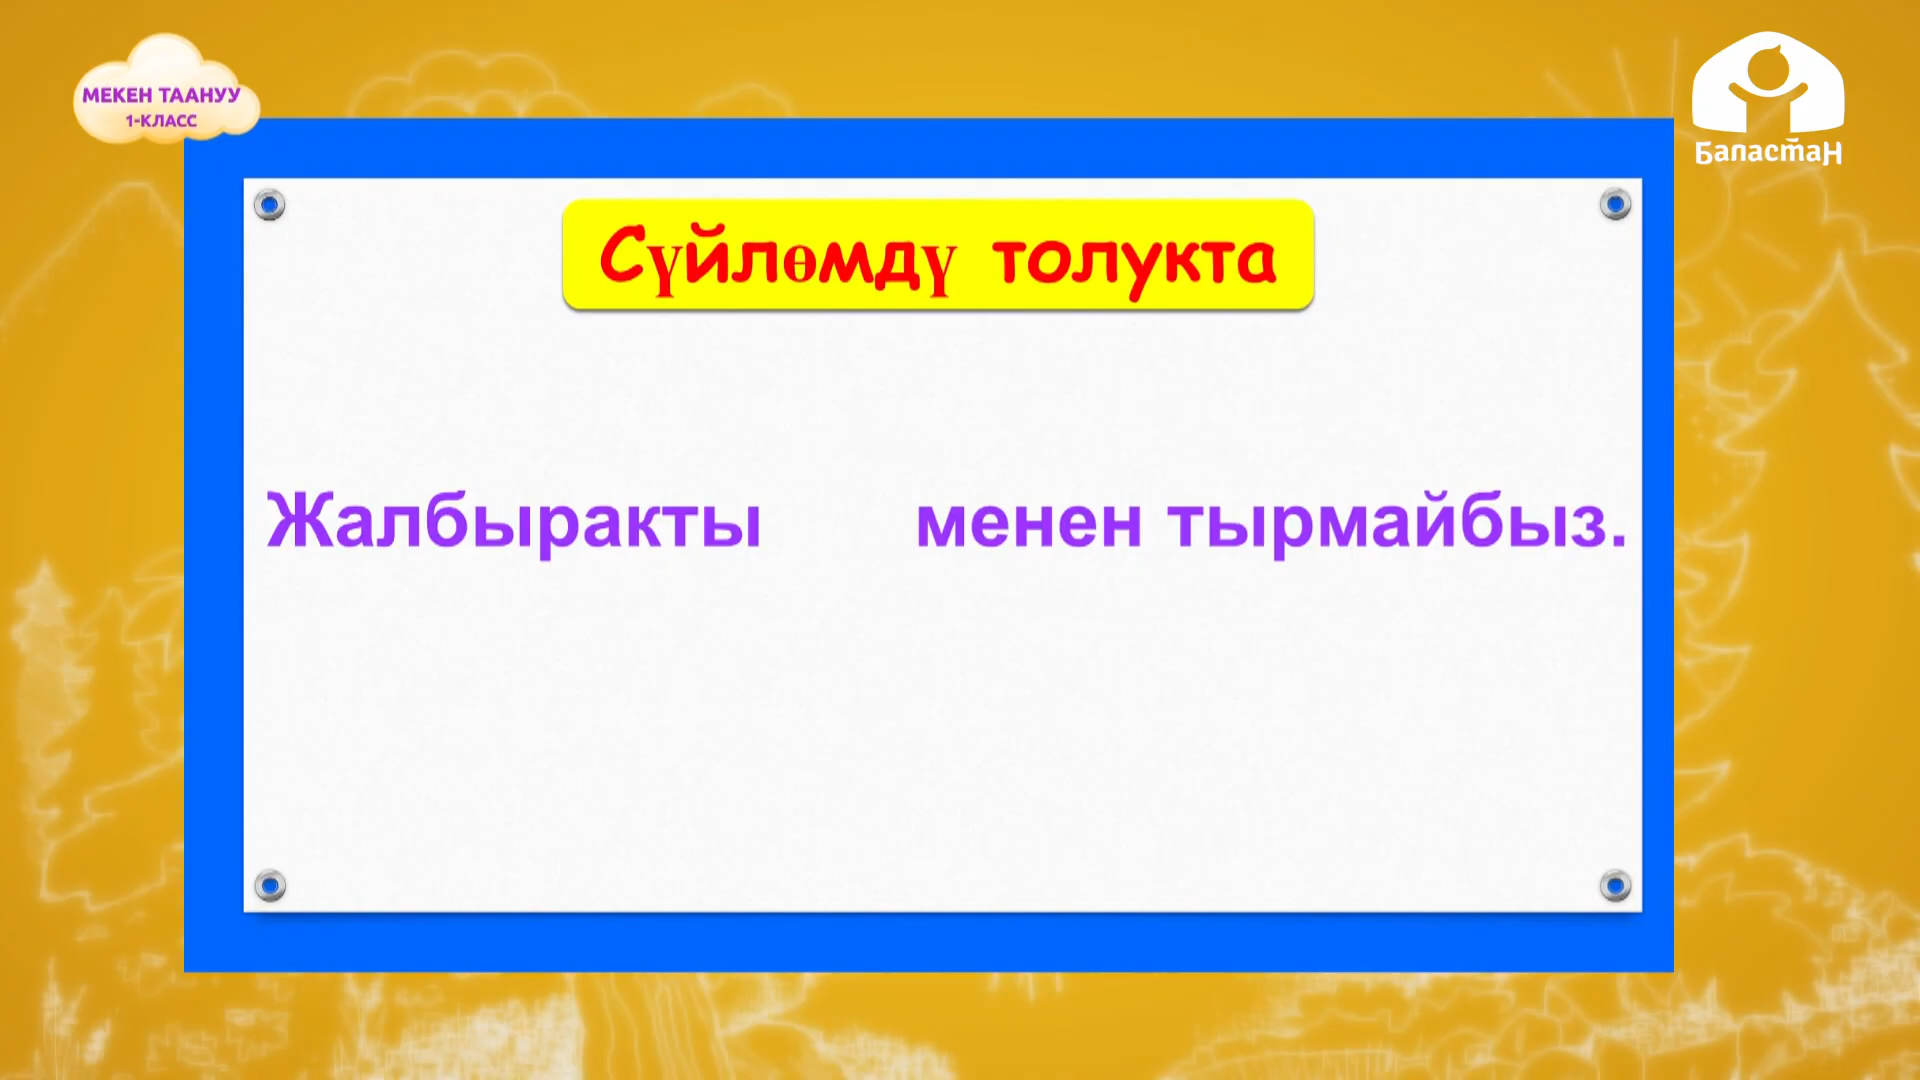 МЕКЕН ТААНУУ
1-КЛАСС
Баластан
Сүйлөмдү толукта
Жалбыракты менен тырмайбыз.